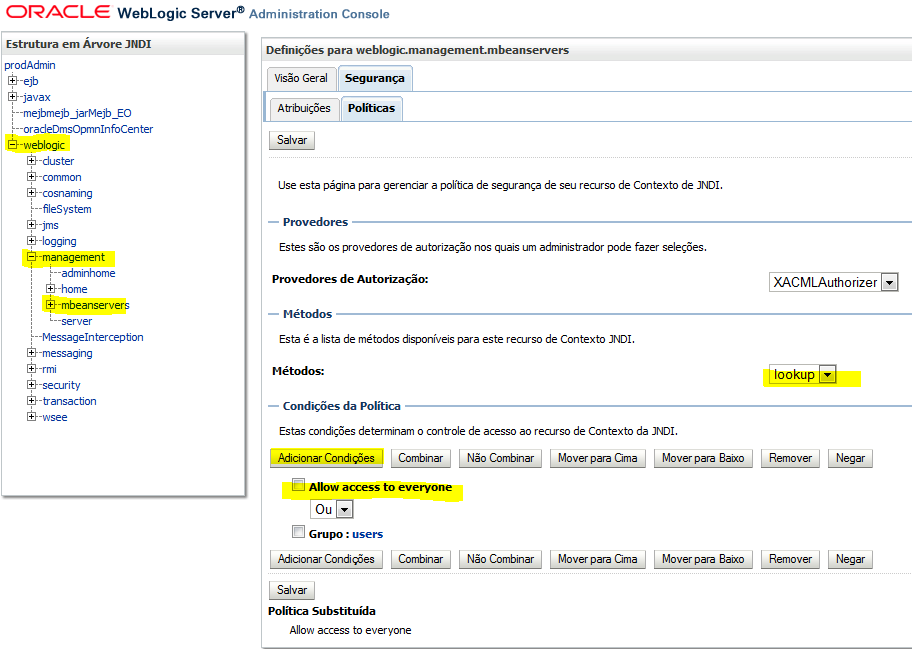 ORACLE WebLogic Server® Administration Console
Estrutura em Árvore JNDI
prodAdmin
ejb
javax
mejbmejb_jarMejb_EO
oracleDmsOpmnInfoCenter
weblogic
cluster
common
cosnaming
fileSystem
jms
logging
management
adminhome
home
mbeanservers
server
MessageInterception
messaging
rmi
security
transaction
wsee
Definições para weblogic.management.mbeanservers
Visão Geral Segurança
Atribuições Políticas
Salvar
Use esta página para gerenciar a política de segurança de seu recurso de Contexto de JNDI.
Provedores
Estes são os provedores de autorização nos quais um administrador pode fazer seleções.
Provedores de Autorização: XACMLAuthorizer
Métodos
Esta é a lista de métodos disponíveis para este recurso de Contexto JNDI.
Métodos: lookup
Condições da Política
Estas condições determinam o controle de acesso ao recurso de Contexto da JNDI.
Adicionar Condições Combinar Não Combinar Mover para Cima Mover para Baixo Remover Negar
Allow access to everyone
Ou
Grupo : users
Adicionar Condições Combinar Não Combinar Mover para Cima Mover para Baixo Remover Negar
Salvar
Política Substituída
Allow access to everyone